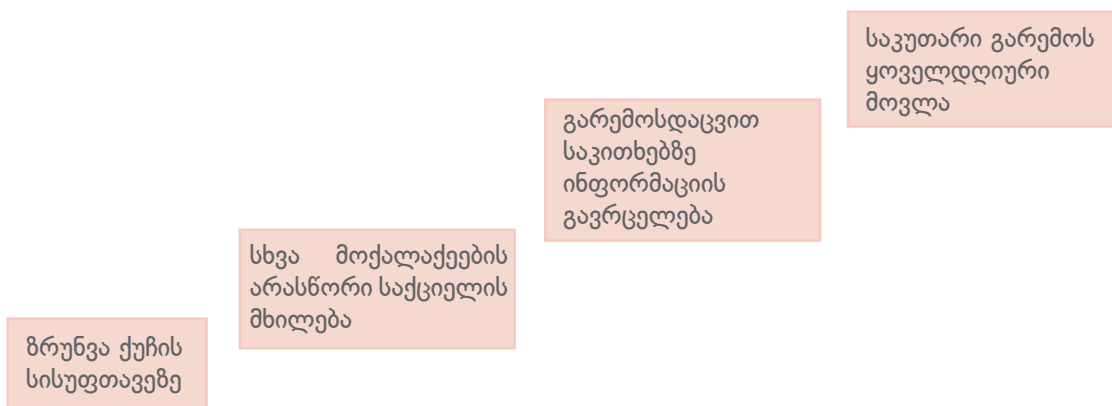 საკუთარი გარემოს
ყოველდღიური
მოვლა
გარემოსდაცვით
საკითხებზე
ინფორმაციის
გავრცელება
სხვა მოქალაქეების
არასწორი საქციელის
მხილება
ზრუნვა ქუჩის
სისუფთავეზე